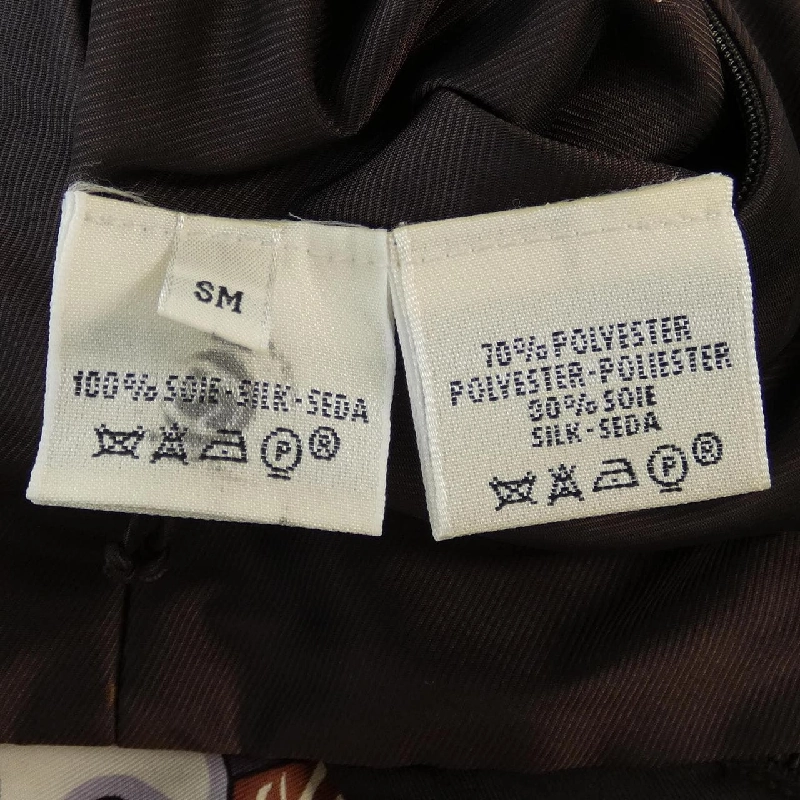 SM
100% SOIE-SILK-SEDA
P R
70% POLYESTER
POLYESTER-POLIESTER
30% SOIE
SILK-SEDA
P R